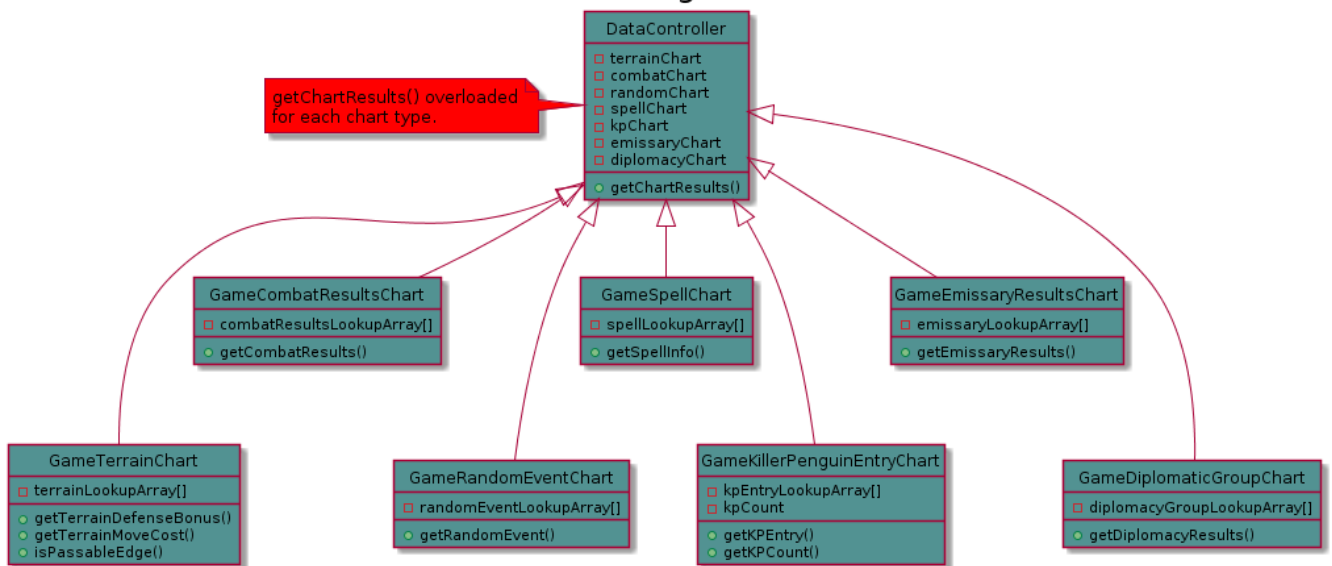 DataController
terrainChart
combatChart
randomChart
spellChart
kpChart
emissaryChart
diplomacyChart
getChartResults()
getChartResults() overloaded
for each chart type.
GameCombatResultsChart
combatResultsLookupArray[]
getCombatResults()
GameSpellChart
spellLookupArray[]
getSpellInfo()
GameEmissaryResultsChart
emissaryLookupArray[]
getEmissaryResults()
GameTerrainChart
terrainLookupArray[]
getTerrainDefenseBonus()
getTerrainMoveCost()
isPassableEdge()
GameRandomEventChart
randomEventLookupArray[]
getRandomEvent()
GameKillerPenguinEntryChart
kpEntryLookupArray[]
kpCount
getKPEntry()
getKPCount()
GameDiplomaticGroupChart
diplomacyGroupLookupArray[]
getDiplomacyResults()